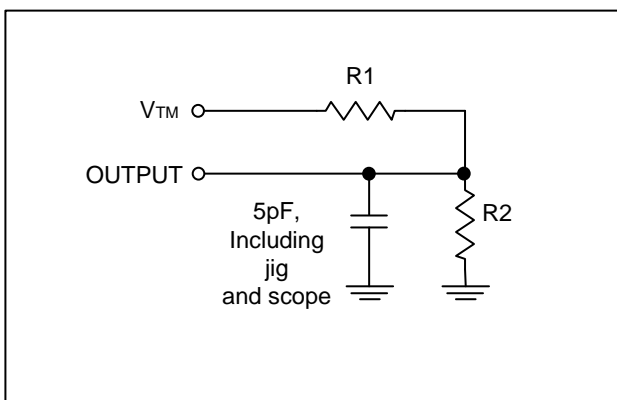 R1
VTM
OUTPUT
5pF,
Including
jig
and scope
R2